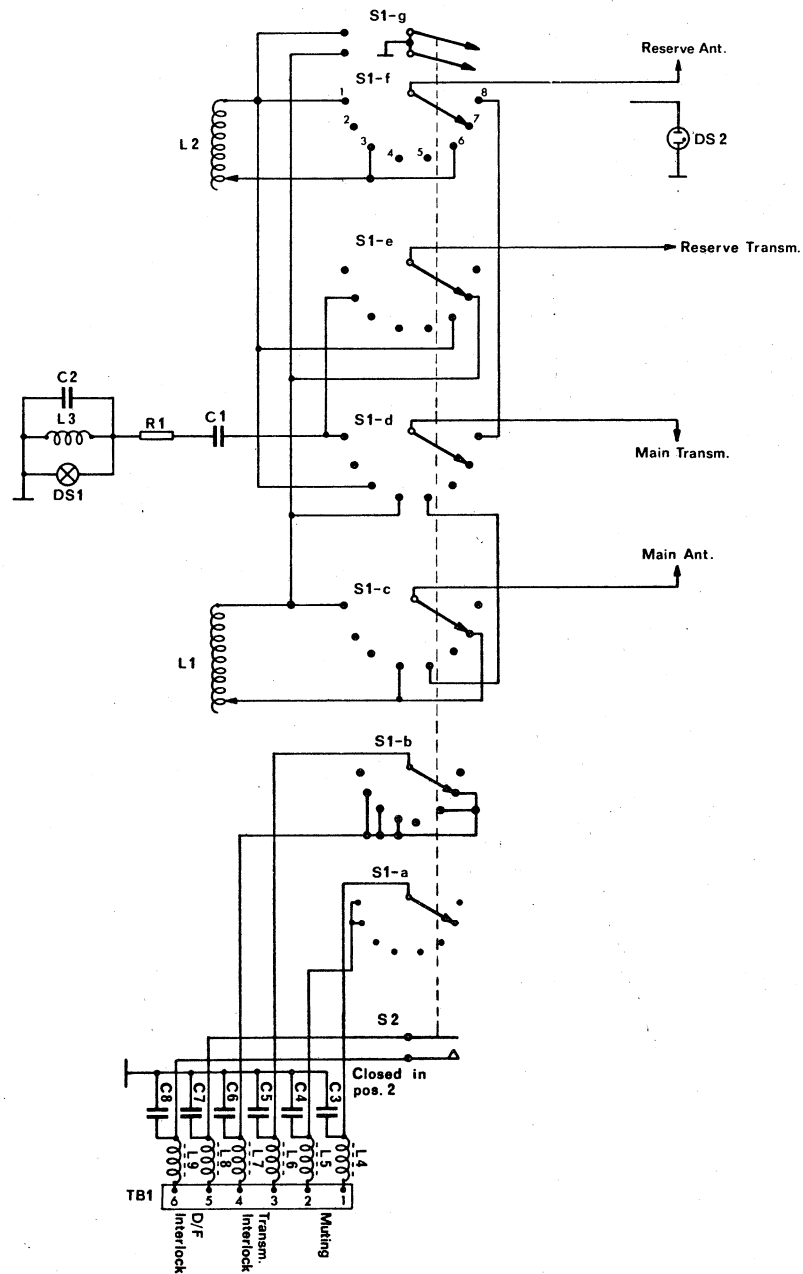 S1-g
Reserve Ant.
S1-f
1
8
2
7
L2
3
6
DS2
4
5
S1-e
Reserve Transm.
C2
L3
R1
C1
S1-d
Main Transm.
DS1
Main Ant.
S1-c
L1
S1-b
S1-a
S2
Closed in
pos. 2
C8
C7
C6
C5
C4
C3
L9
L8
L7
L6
L5
L4
TB1
6
5
4
3
2
1
D/F
Interlock
Transm.
Interlock
Muting